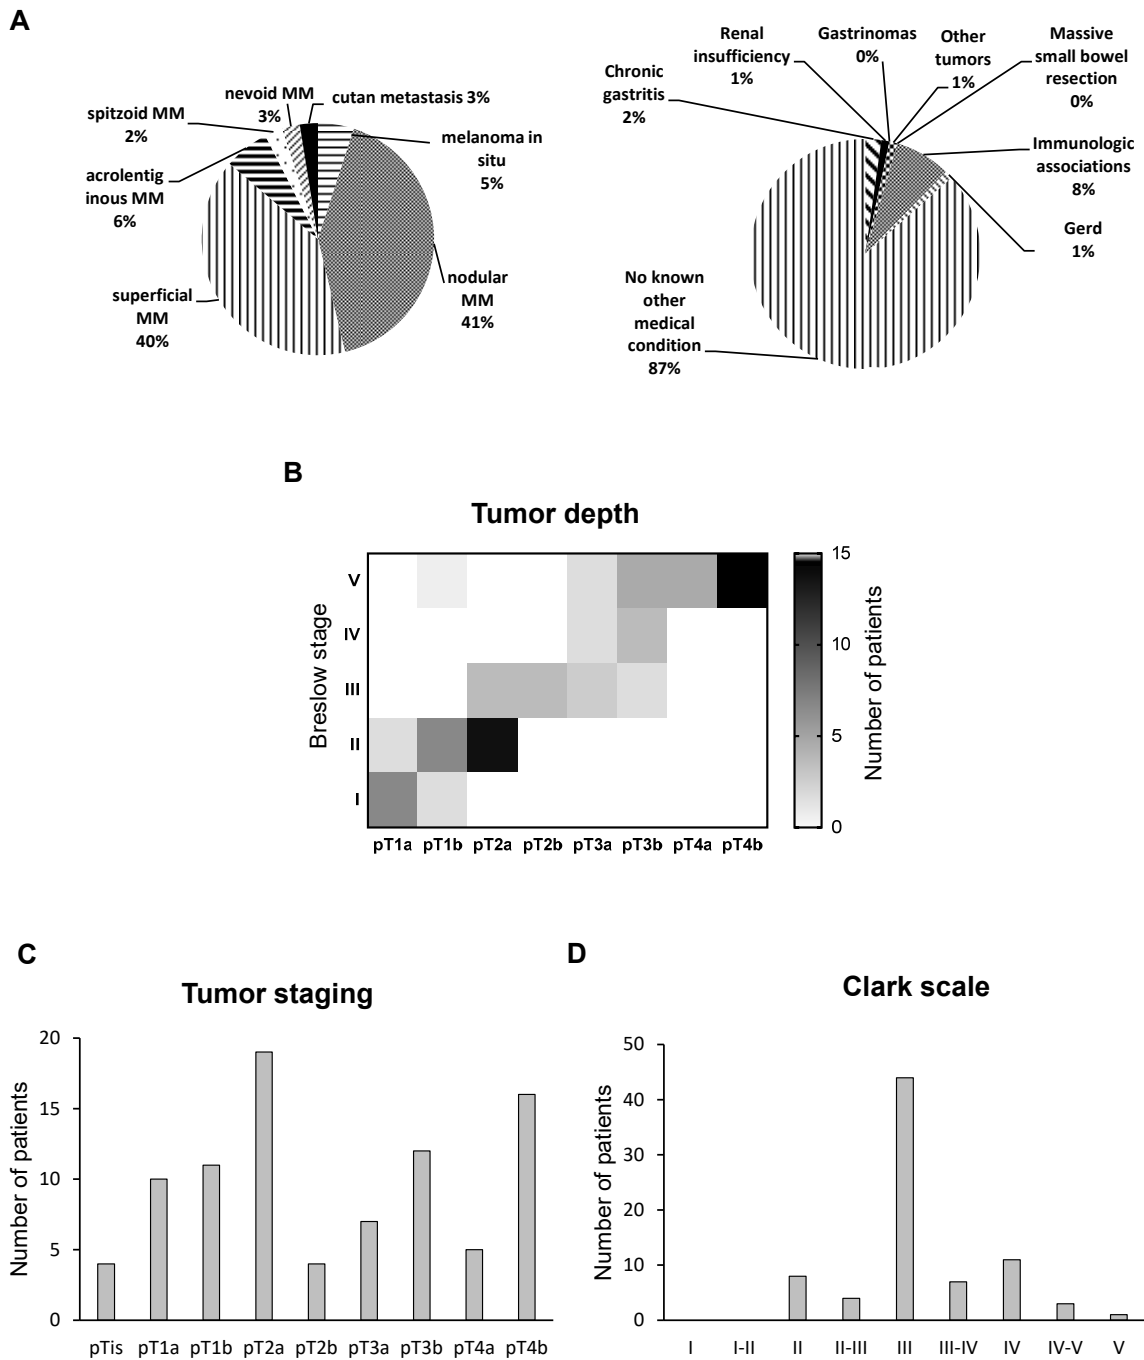 A
spitzoid MM
2%
nevoid MM
3%
cutan metastasis 3%
melanoma in
situ
5%
acrolentig
inous MM
6%
superficial
MM
40%
nodular
MM
41%
Chronic
gastritis
2%
Renal
insufficiency
1%
Gastrinomas
0%
Other
tumors
1%
Massive
small bowel
resection
0%
Immunologic
associations
8%
Gerd
1%
No known
other
medical
condition
87%
B
Tumor depth
Breslow stage
V
IV
III
II
I
pT1a pT1b pT2a pT2b pT3a pT3b pT4a pT4b
15
10
5
0
Number of patients
C
Tumor staging
Number of patients
20
15
10
5
0
pTis pT1a pT1b pT2a pT2b pT3a pT3b pT4a pT4b
D
Clark scale
Number of patients
50
40
30
20
10
0
I I-II II II-III III III-IV IV IV-V V